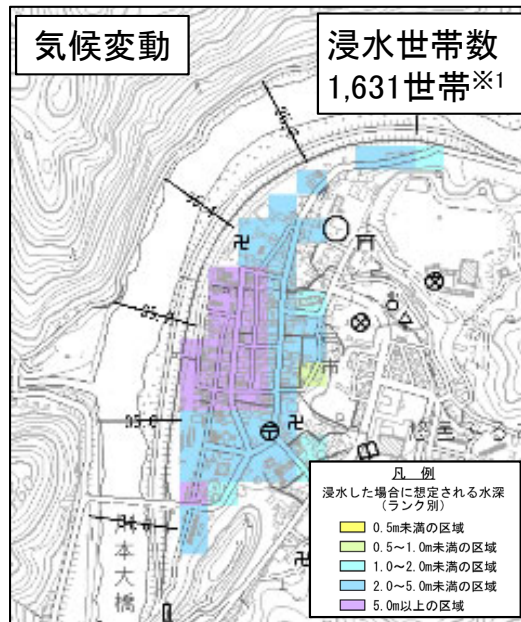 気候変動
浸水世帯数
1,631世帯※1
本大橋
凡 例
浸水した場合に想定される水深
(ランク別)
0.5m未満の区域
0.5～1.0m未満の区域
1.0～2.0m未満の区域
2.0～5.0m未満の区域
5.0m以上の区域